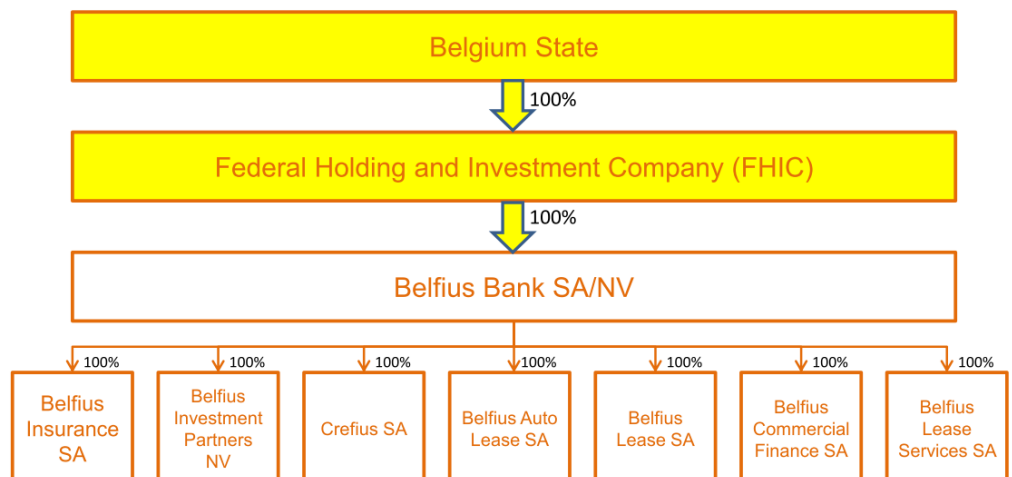 Belgium State
100%
Federal Holding and Investment Company (FHIC)
100%
Belfius Bank SA/NV
100%
100%
100%
100%
100%
100%
100%
Belfius
Insurance
SA
Belfius
Investment
Partners
NV
Crefius SA
Belfius Auto
Lease SA
Belfius
Lease SA
Belfius
Commercial
Finance SA
Belfius
Lease
Services SA